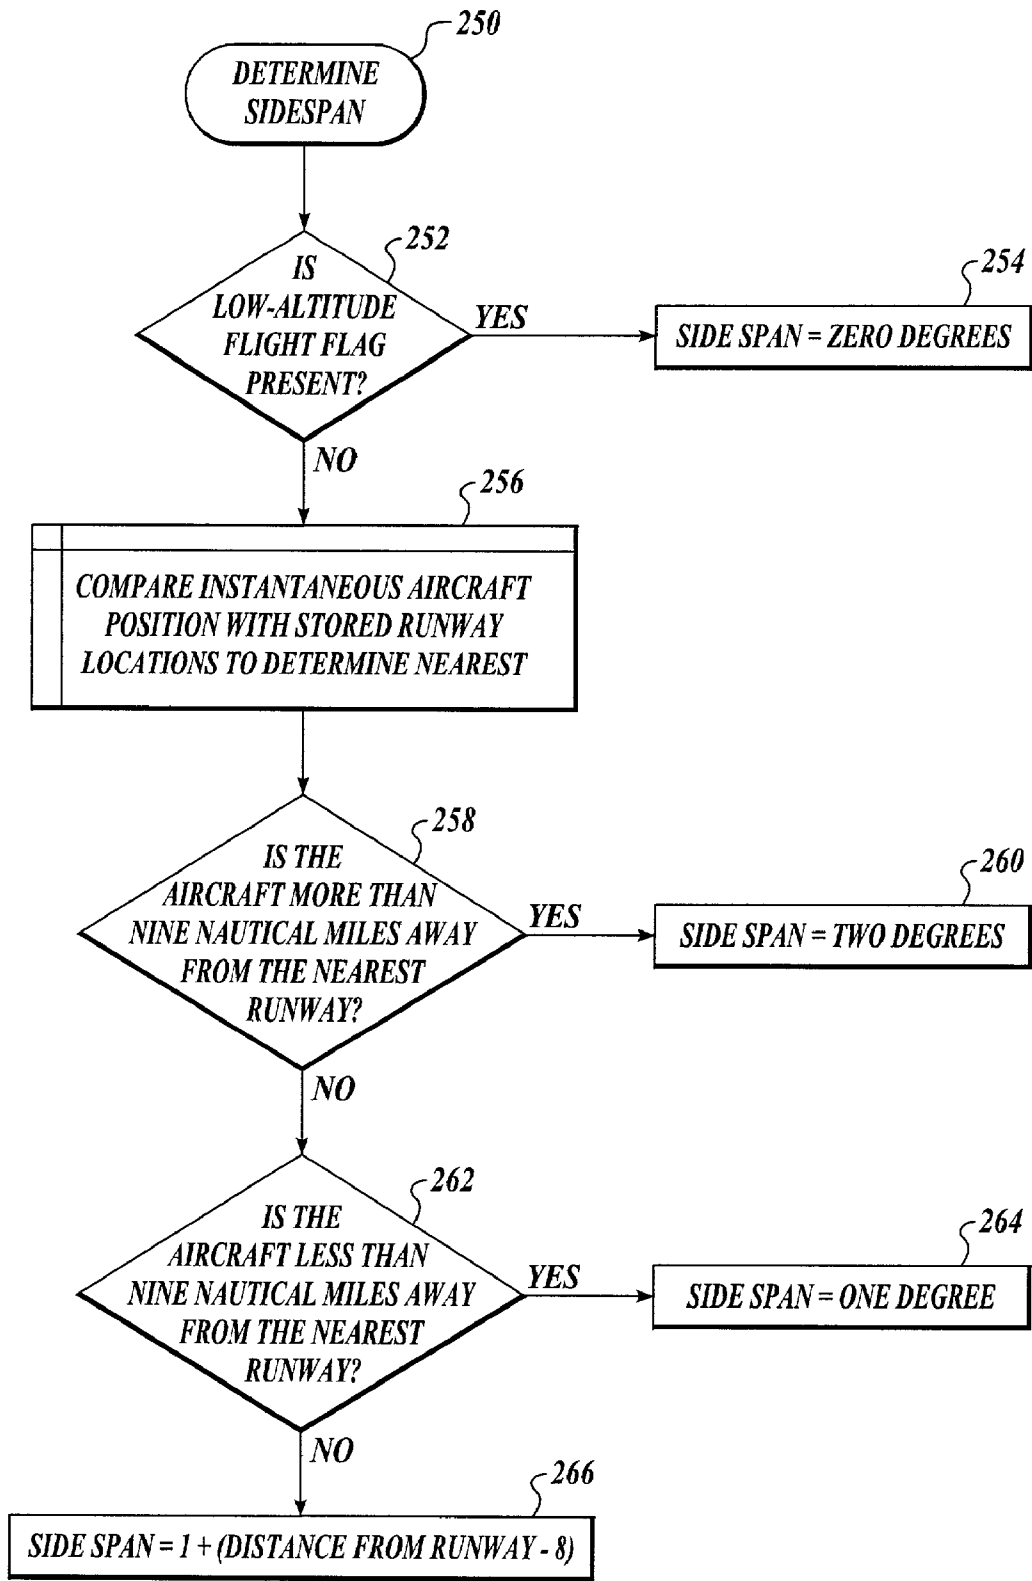 250
DETERMINE
SIDESPAN
252
IS
LOW-ALTITUDE
FLIGHT FLAG
PRESENT?
YES
254
SIDE SPAN = ZERO DEGREES
NO
256
COMPARE INSTANTANEOUS AIRCRAFT
POSITION WITH STORED RUNWAY
LOCATIONS TO DETERMINE NEAREST
258
IS THE
AIRCRAFT MORE THAN
NINE NAUTICAL MILES AWAY
FROM THE NEAREST
RUNWAY?
YES
260
SIDE SPAN = TWO DEGREES
NO
262
IS THE
AIRCRAFT LESS THAN
NINE NAUTICAL MILES AWAY
FROM THE NEAREST
RUNWAY?
YES
264
SIDE SPAN = ONE DEGREE
NO
266
SIDE SPAN = 1 + (DISTANCE FROM RUNWAY - 8)